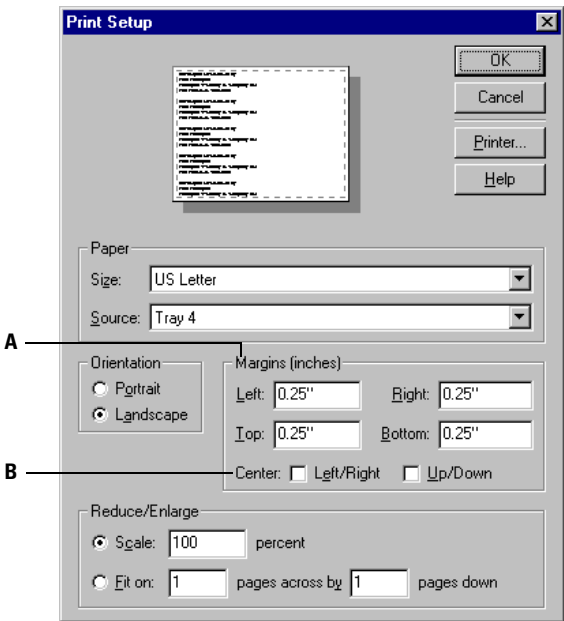 Print Setup
OK
Cancel
Printer...
Help
Paper
Size: US Letter
Source: Tray 4
A
Orientation
Portrait
Landscape
Margins (inches)
Left: 0.25" Right: 0.25"
Top: 0.25" Bottom: 0.25"
B
Center: Left/Right Up/Down
Reduce/Enlarge
Scale: 100 percent
Fit on: 1 pages across by 1 pages down